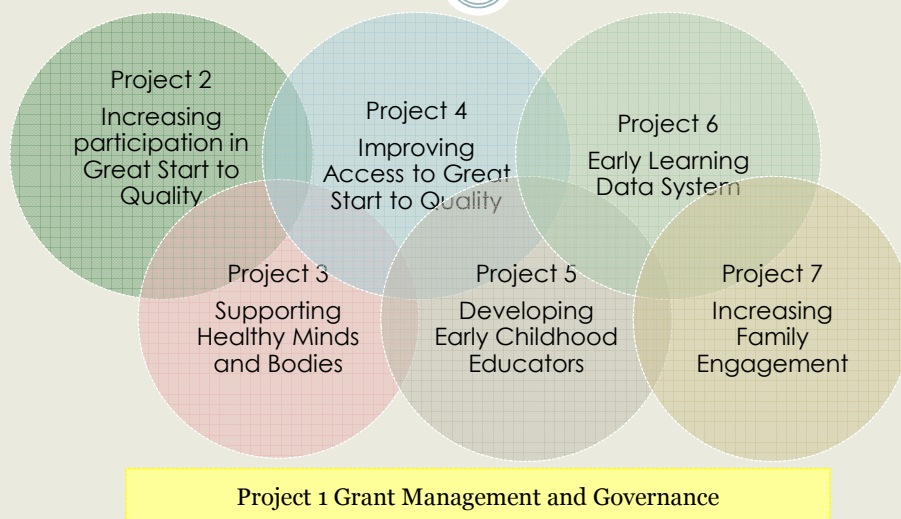 Project 2
Increasing
participation in
Great Start to
Quality
Project 4
Improving
Access to Great
Start to Quality
Project 6
Early Learning
Data System
Project 3
Supporting
Healthy Minds
and Bodies
Project 5
Developing
Early Childhood
Educators
Project 7
Increasing
Family
Engagement
Project 1 Grant Management and Governance